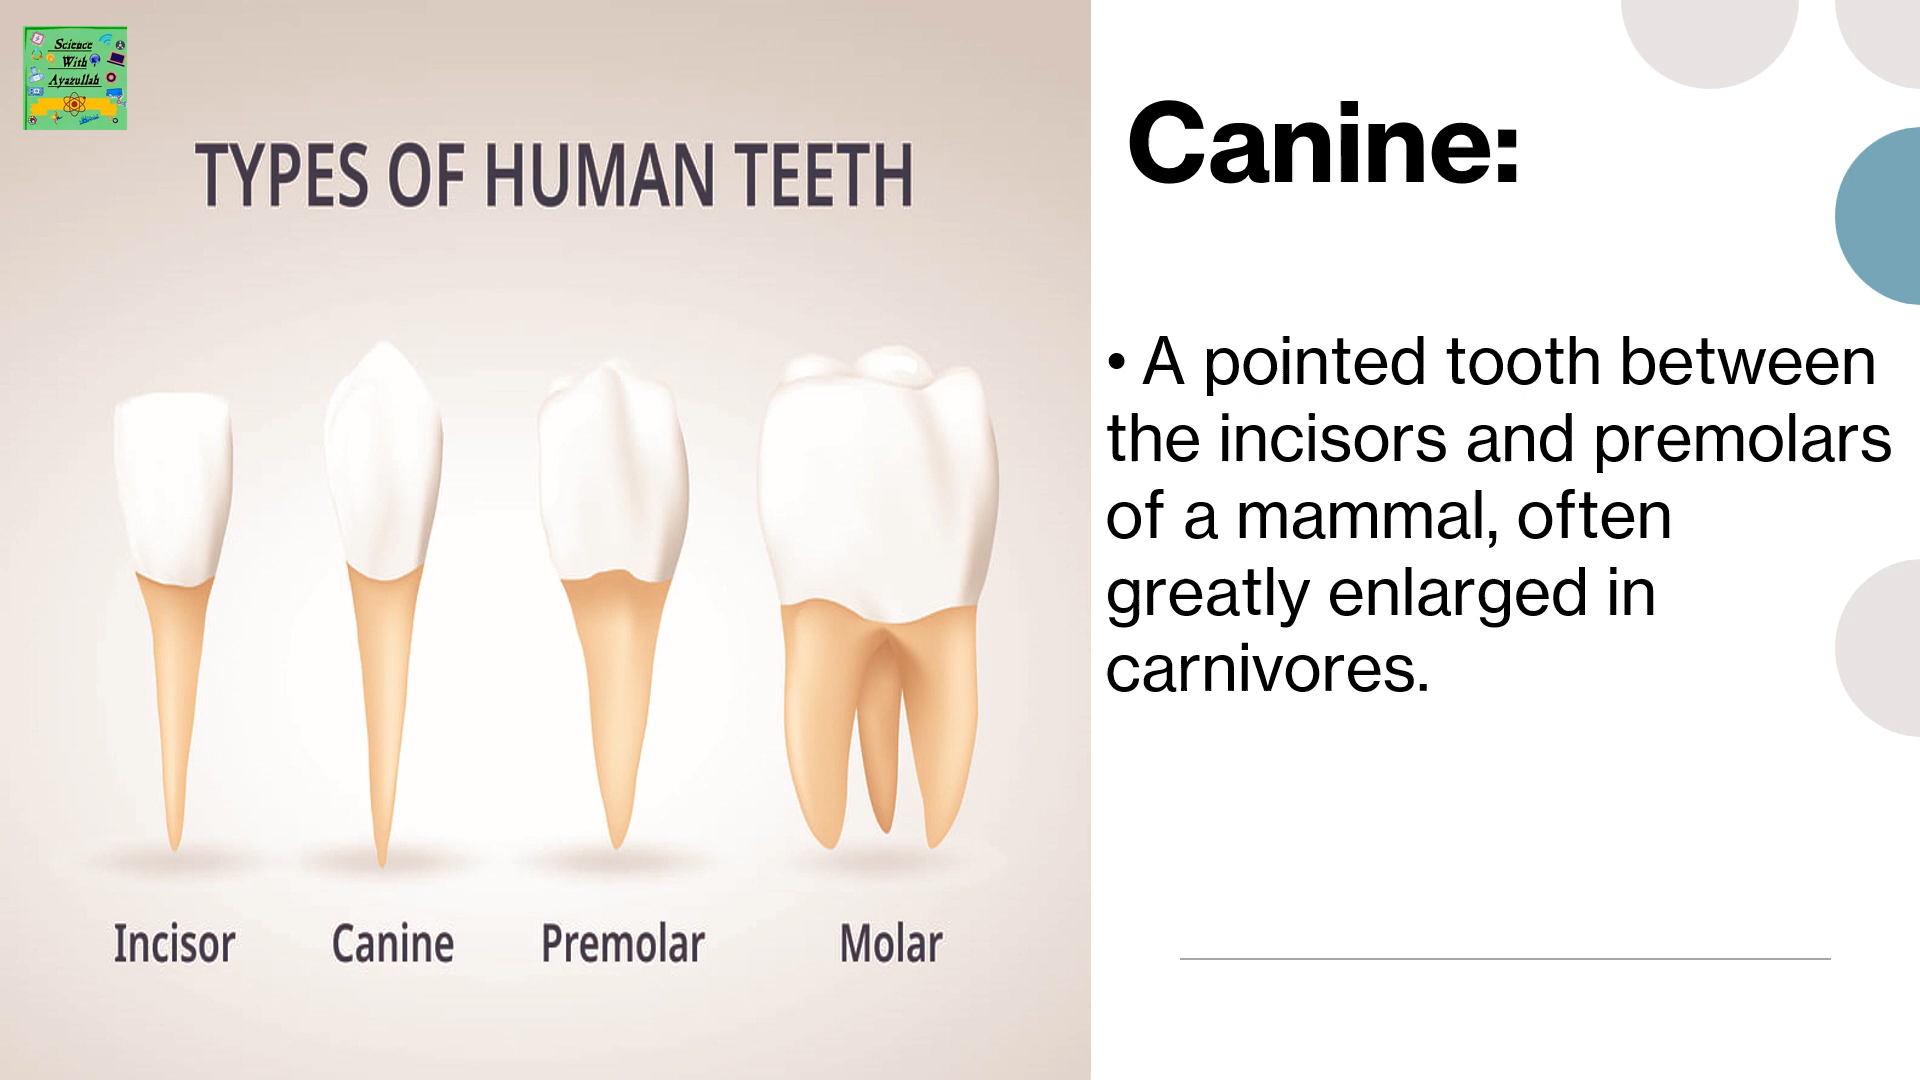 Science
With
Ayazullah
TYPES OF HUMAN TEETH
Incisor Canine Premolar Molar
Canine:
• A pointed tooth between
the incisors and premolars
of a mammal, often
greatly enlarged in
carnivores.